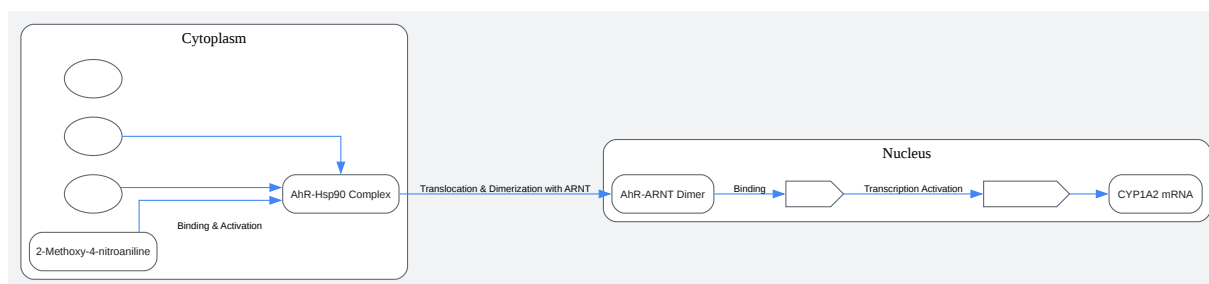 Cytoplasm
AhR-Hsp90 Complex
Binding & Activation
2-Methoxy-4-nitroaniline
Translocation & Dimerization with ARNT
Nucleus
AhR-ARNT Dimer
Binding
Transcription Activation
CYP1A2 mRNA